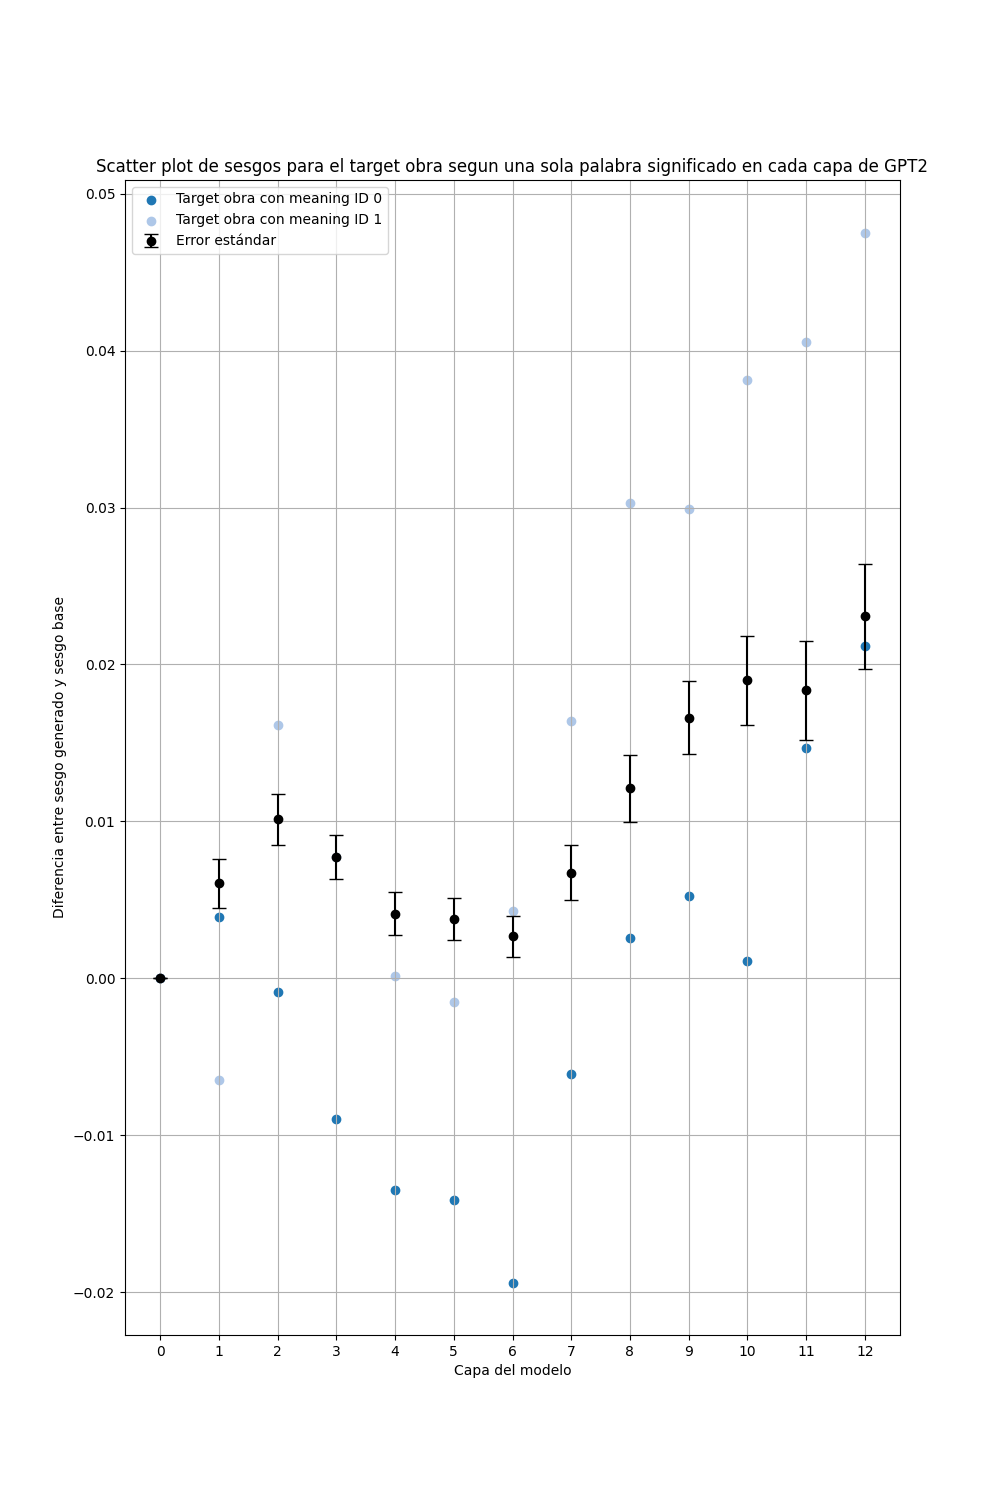 Scatter plot de sesgos para el target obra segun una sola palabra significado en cada capa de GPT2
Target obra con meaning ID 0
Target obra con meaning ID 1
Error estándar
Diferencia entre sesgo generado y sesgo base
0.05
0.04
0.03
0.02
0.01
0.00
−0.01
−0.02
0 1 2 3 4 5 6 7 8 9 10 11 12
Capa del modelo